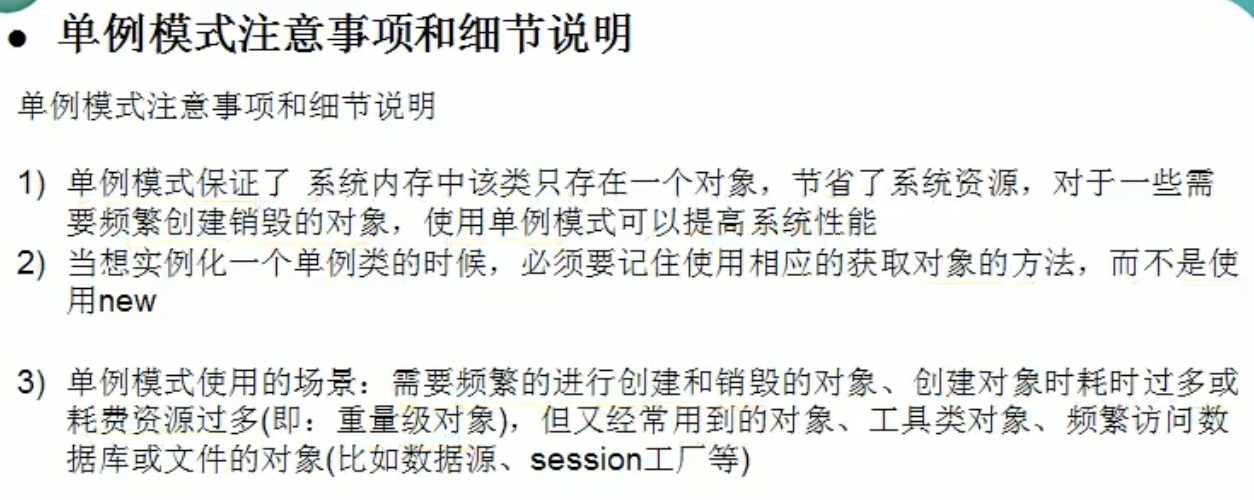 ● 单例模式注意事项和细节说明
单例模式注意事项和细节说明
1) 单例模式保证了 系统内存中该类只存在一个对象，节省了系统资源，对于一些需
要频繁创建销毁的对象，使用单例模式可以提高系统性能
2) 当想实例化一个单例类的时候，必须要记住使用相应的获取对象的方法，而不是使
用new
3) 单例模式使用的场景：需要频繁的进行创建和销毁的对象、创建对象时耗时过多或
耗费资源过多(即：重量级对象)，但又经常用到的对象、工具类对象、频繁访问数
据库或文件的对象(比如数据源、session工厂等)